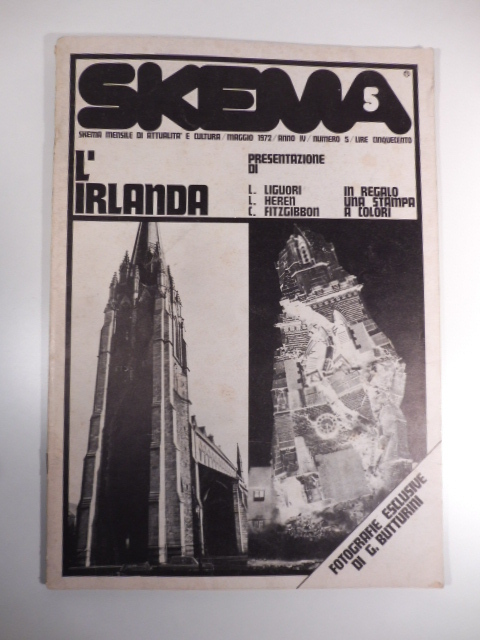 SKEMA 5
SKEMA MENSILE DI ATTUALITA' E CULTURA / MAGGIO 1972 / ANNO IV / NUMERO 5 / LIRE CINQUECENTO
L'
IRLANDA
PRESENTAZIONE
DI
L. LIGUORI
L. HEREN
C. FITZGIBBON
IN REGALO
UNA STAMPA
A COLORI
FOTOGRAFIE ESCLUSIVE
DI G. BUTTURINI